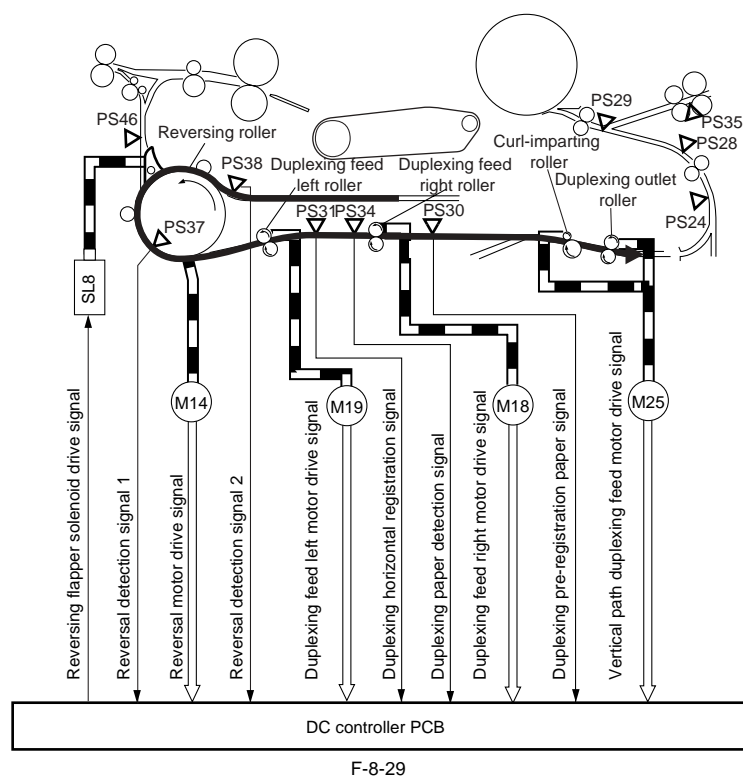 PS46
Reversing roller
PS38
Duplexing feed
left roller
Duplexing feed
right roller
PS29
PS35
PS28
Curl-imparting
roller
Duplexing outlet
roller
PS24
PS37
PS31
PS34
PS30
SL8
M14
M19
M18
M25
Reversing flapper solenoid drive signal
Reversal detection signal 1
Reversal motor drive signal
Reversal detection signal 2
Duplexing feed left motor drive signal
Duplexing horizontal registration signal
Duplexing paper detection signal
Duplexing feed right motor drive signal
Duplexing pre-registration paper signal
Vertical path duplexing feed motor drive signal
DC controller PCB
F-8-29